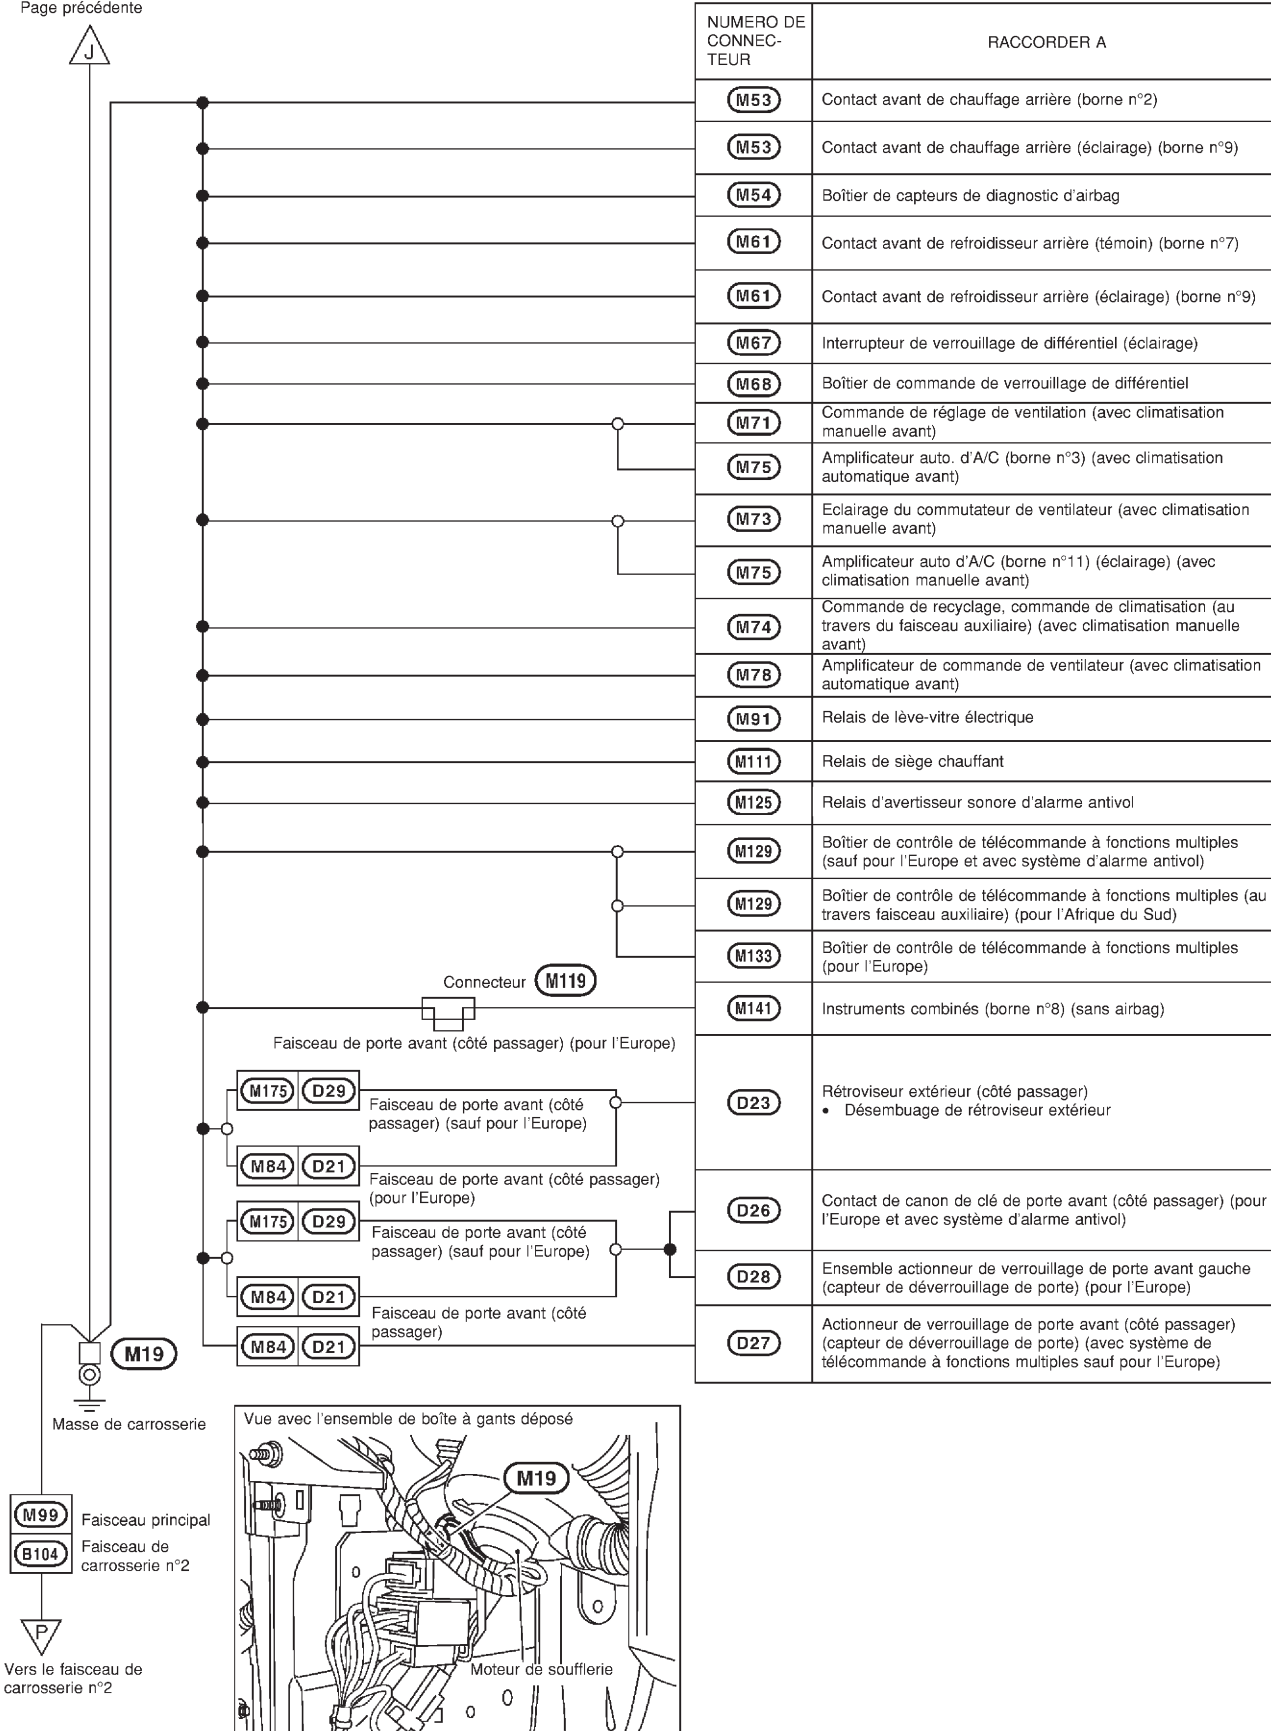 Page précédente
J
NUMERO DE
CONNEC-
TEUR
RACCORDER A
M53
Contact avant de chauffage arrière (borne n°2)
M53
Contact avant de chauffage arrière (éclairage) (borne n°9)
M54
Boîtier de capteurs de diagnostic d'airbag
M61
Contact avant de refroidisseur arrière (témoin) (borne n°7)
M61
Contact avant de refroidisseur arrière (éclairage) (borne n°9)
M67
Interrupteur de verrouillage de différentiel (éclairage)
M68
Boîtier de commande de verrouillage de différentiel
M71
Commande de réglage de ventilation (avec climatisation
manuelle avant)
M75
Amplificateur auto. d'A/C (borne n°3) (avec climatisation
automatique avant)
M73
Eclairage du commutateur de ventilateur (avec climatisation
manuelle avant)
M75
Amplificateur auto d'A/C (borne n°11) (éclairage) (avec
climatisation manuelle avant)
M74
Commande de recyclage, commande de climatisation (au
travers du faisceau auxiliaire) (avec climatisation manuelle
avant)
M78
Amplificateur de commande de ventilateur (avec climatisation
automatique avant)
M91
Relais de lève-vitre électrique
M111
Relais de siège chauffant
M125
Relais d'avertisseur sonore d'alarme antivol
M129
Boîtier de contrôle de télécommande à fonctions multiples
(sauf pour l'Europe et avec système d'alarme antivol)
M129
Boîtier de contrôle de télécommande à fonctions multiples (au
travers faisceau auxiliaire) (pour l'Afrique du Sud)
M133
Boîtier de contrôle de télécommande à fonctions multiples
(pour l'Europe)
Connecteur M119
M141
Instruments combinés (borne n°8) (sans airbag)
Faisceau de porte avant (côté passager) (pour l'Europe)
M175 D29
Faisceau de porte avant (côté
passager) (sauf pour l'Europe)
D23
Rétroviseur extérieur (côté passager)
• Désembuage de rétroviseur extérieur
M84 D21
Faisceau de porte avant (côté passager)
(pour l'Europe)
M175 D29
Faisceau de porte avant (côté
passager) (sauf pour l'Europe)
D26
Contact de canon de clé de porte avant (côté passager) (pour
l'Europe et avec système d'alarme antivol)
D28
Ensemble actionneur de verrouillage de porte avant gauche
(capteur de déverrouillage de porte) (pour l'Europe)
M84 D21
Faisceau de porte avant (côté
passager)
M84 D21
D27
Actionneur de verrouillage de porte avant (côté passager)
(capteur de déverrouillage de porte) (avec système de
télécommande à fonctions multiples sauf pour l'Europe)
M19
Masse de carrosserie
Vue avec l'ensemble de boîte à gants déposé
M19
M99
Faisceau principal
B104
Faisceau de
carrosserie n°2
P
Vers le faisceau de
carrosserie n°2
Moteur de soufflerie